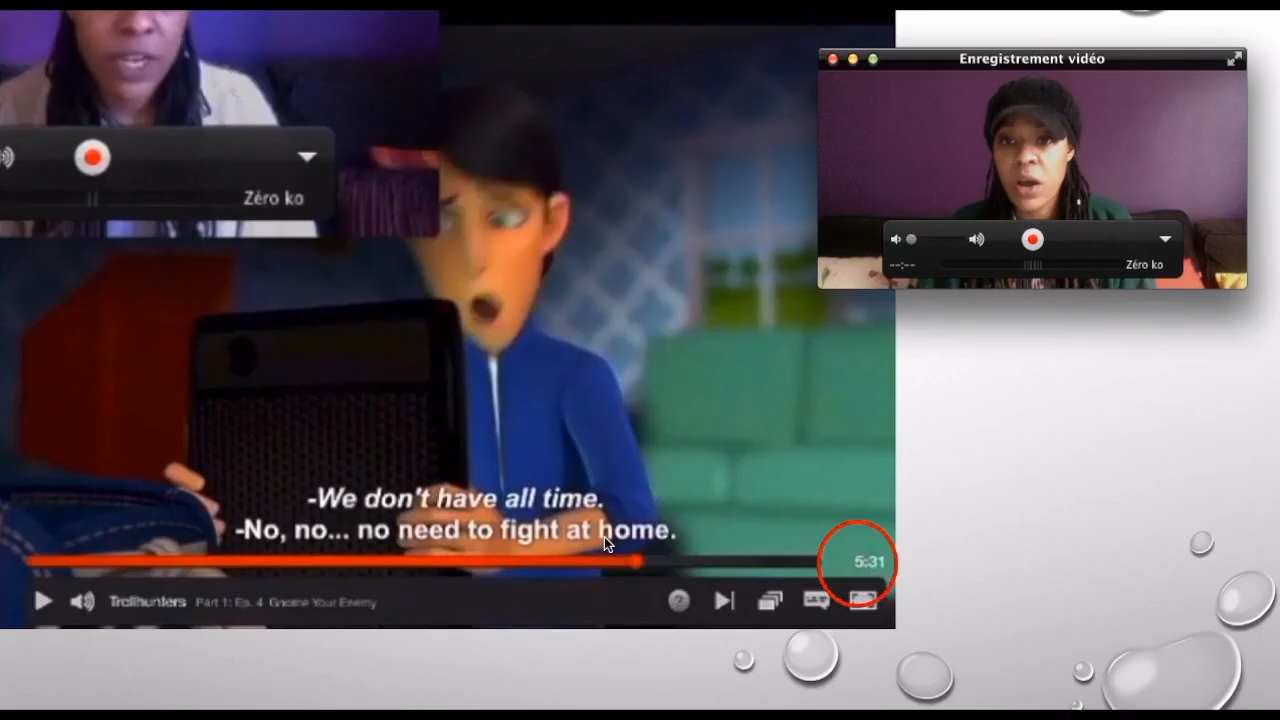 Enregistrement vidéo
Zéro ko
--:--
Zéro ko
-We don't have all time.
-No, no... no need to fight at home.
5:31
Trollhunters Part 1: Ep. 4 Gnome Your Enemy
?